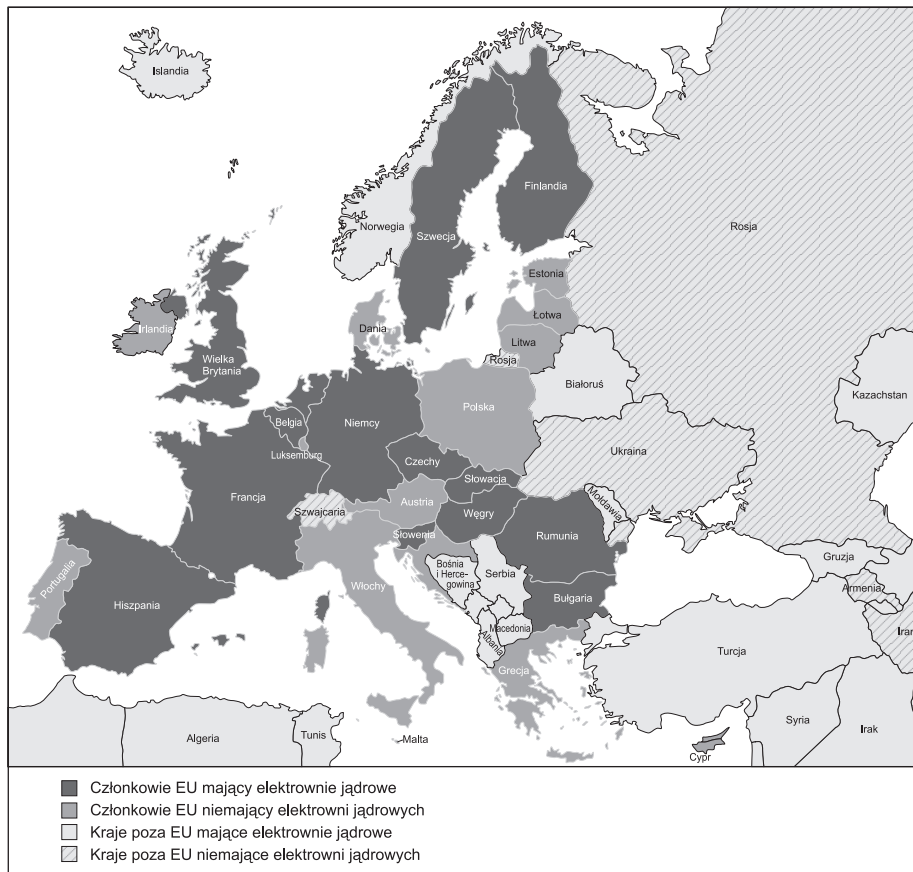 Islandia
Norwegia
Szwecja
Finlandia
Rosja
Estonia
Łotwa
Litwa
Rosja
Dania
Irlandia
Wielka
Brytania
Białoruś
Kazachstan
Polska
Niemcy
Belgia
Luksemburg
Ukraina
Czechy
Słowacja
Francja
Austria
Szwajcaria
Węgry
Mołdawia
Rumunia
Słowenia
Włochy
Bośnia
i Herce-
gowina
Serbia
Bułgaria
Gruzja
Armenia
Iran
Portugalia
Hiszpania
Macedonia
Albania
Grecja
Turcja
Algeria
Tunis
Malta
Cypr
Syria
Irak
Członkowie EU mający elektrownie jądrowe
Członkowie EU niemający elektrowni jądrowych
Kraje poza EU mające elektrownie jądrowe
Kraje poza EU niemające elektrowni jądrowych